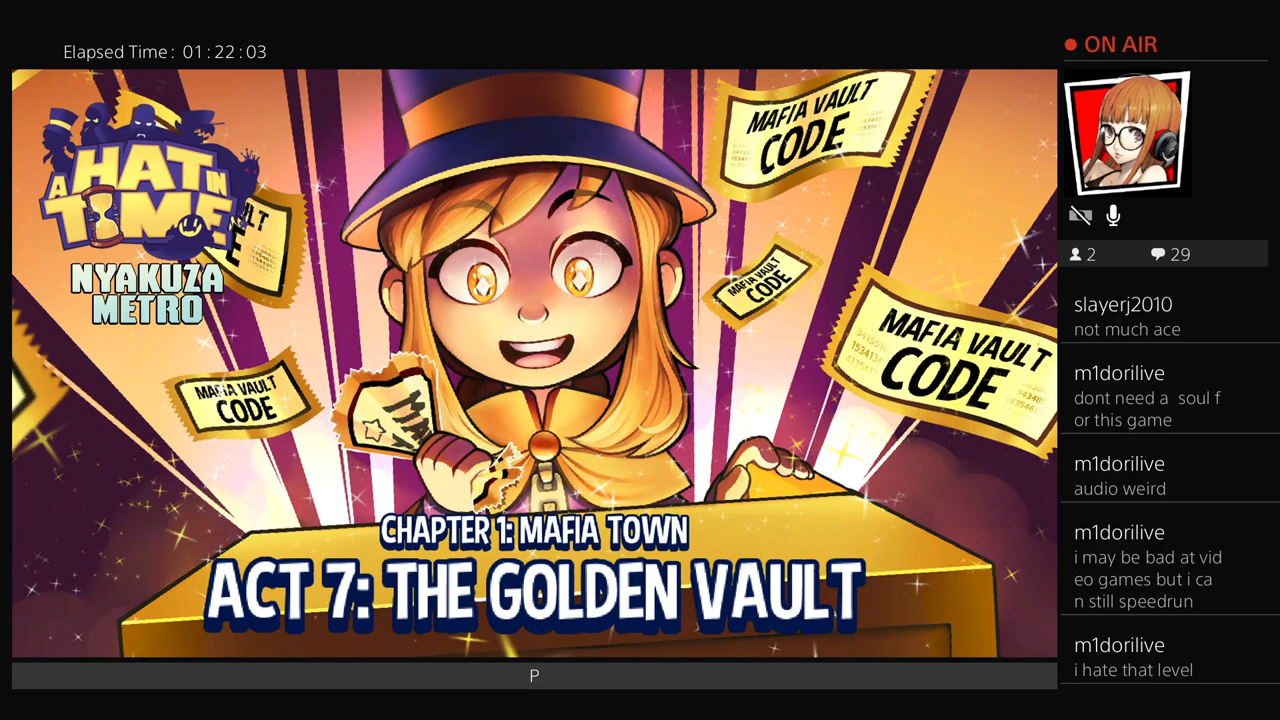 Elapsed Time: 01:22:03
ON AIR
A HAT IN TIME
NYAKUZA
METRO
MAFIA VAULT
CODE
MAFIA VAULT
CODE
MAFIA VAULT
CODE
MAFIA VAULT
CODE
CHAPTER 1: MAFIA TOWN
ACT 7: THE GOLDEN VAULT
P
2
29
slayerj2010
not much ace
m1dorilive
dont need a  soul f
or this game
m1dorilive
audio weird
m1dorilive
i may be bad at vid
eo games but i ca
n still speedrun
m1dorilive
i hate that level